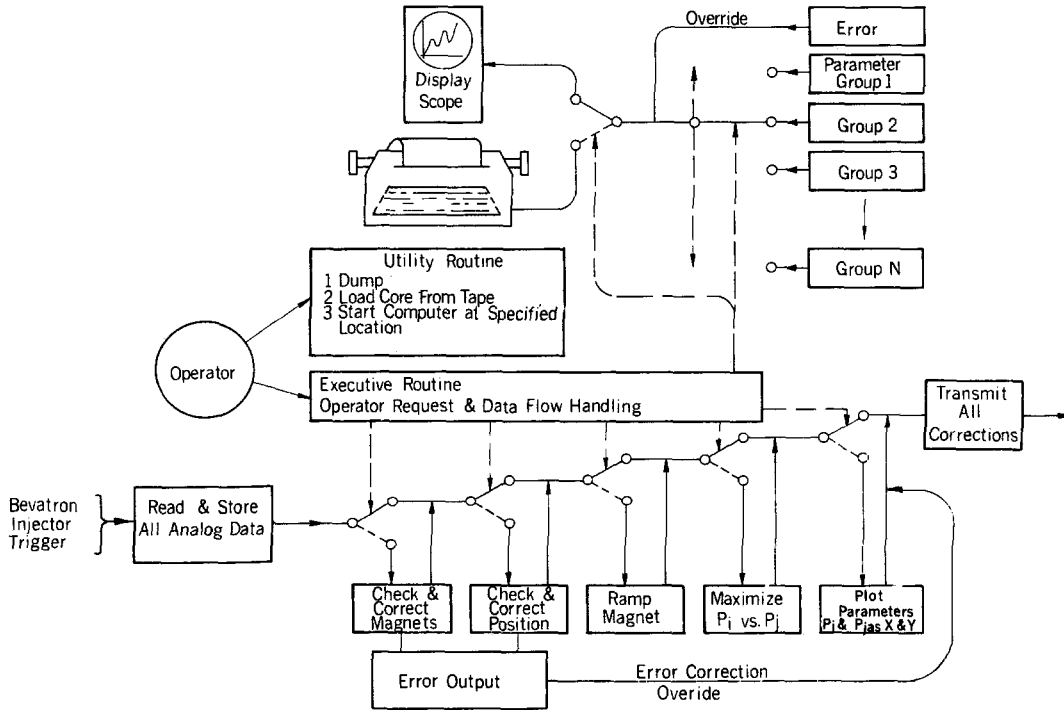 Override
Error
Parameter
Group 1
Group 2
Group 3
Group N
Display
Scope
Utility Routine
1 Dump
2 Load Core From Tape
3 Start Computer at Specified
Location
Operator
Executive Routine
Operator Request & Data Flow Handling
Transmit
All
Corrections
Bevatron
Injector
Trigger
Read & Store
All Analog Data
Check &
Correct
Magnets
Check &
Correct
Position
Ramp
Magnet
Maximize
Pi vs. Pj
Plot
Parameters
Pi & Pjas X & Y
Error Output
Error Correction
Overide